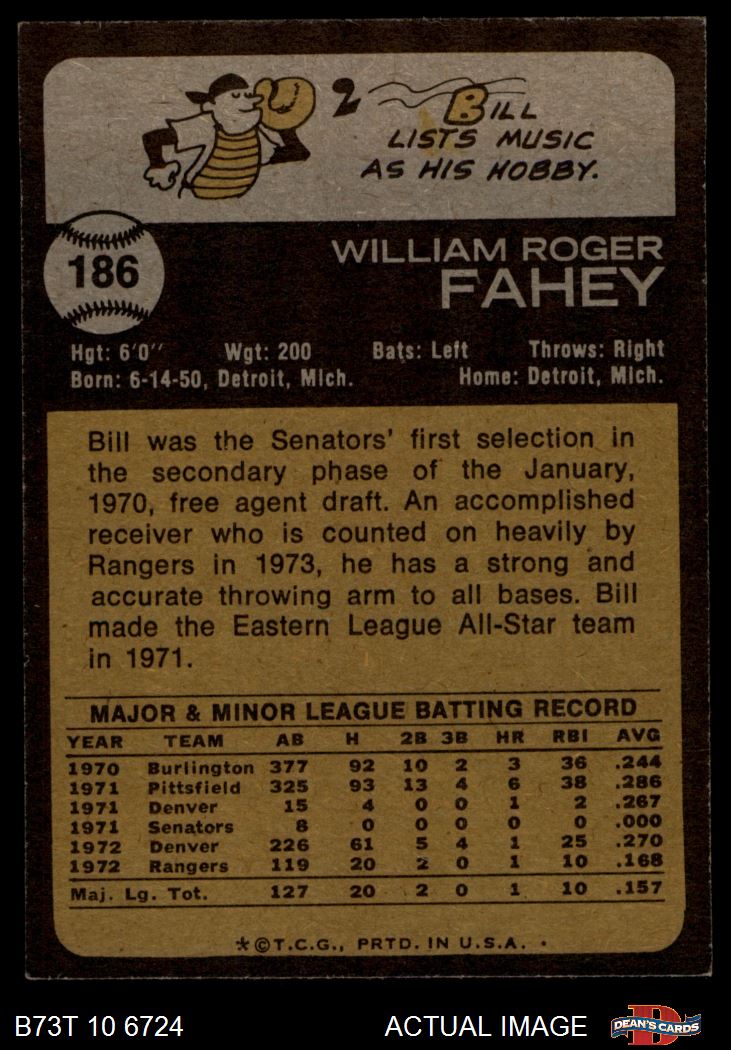 2 BILL
LISTS MUSIC
AS HIS HOBBY.
186
WILLIAM ROGER
FAHEY
Hgt: 6'0" Wgt: 200 Bats: Left Throws: Right
Born: 6-14-50, Detroit, Mich. Home: Detroit, Mich.
Bill was the Senators' first selection in
the secondary phase of the January,
1970, free agent draft. An accomplished
receiver who is counted on heavily by
Rangers in 1973, he has a strong and
accurate throwing arm to all bases. Bill
made the Eastern League All-Star team
in 1971.
MAJOR & MINOR LEAGUE BATTING RECORD
YEAR TEAM AB H 2B 3B HR RBI AVG
1970 Burlington 377 92 10 2 3 36 .244
1971 Pittsfield 325 93 13 4 6 38 .286
1971 Denver 15 4 0 0 1 2 .267
1971 Senators 8 0 0 0 0 0 .000
1972 Denver 226 61 5 4 1 25 .270
1972 Rangers 119 20 2 0 1 10 .168
Maj. Lg. Tot. 127 20 2 0 1 10 .157
*©T.C.G., PRTD. IN U.S.A.
B73T 10 6724 ACTUAL IMAGE DEAN'S CARDS